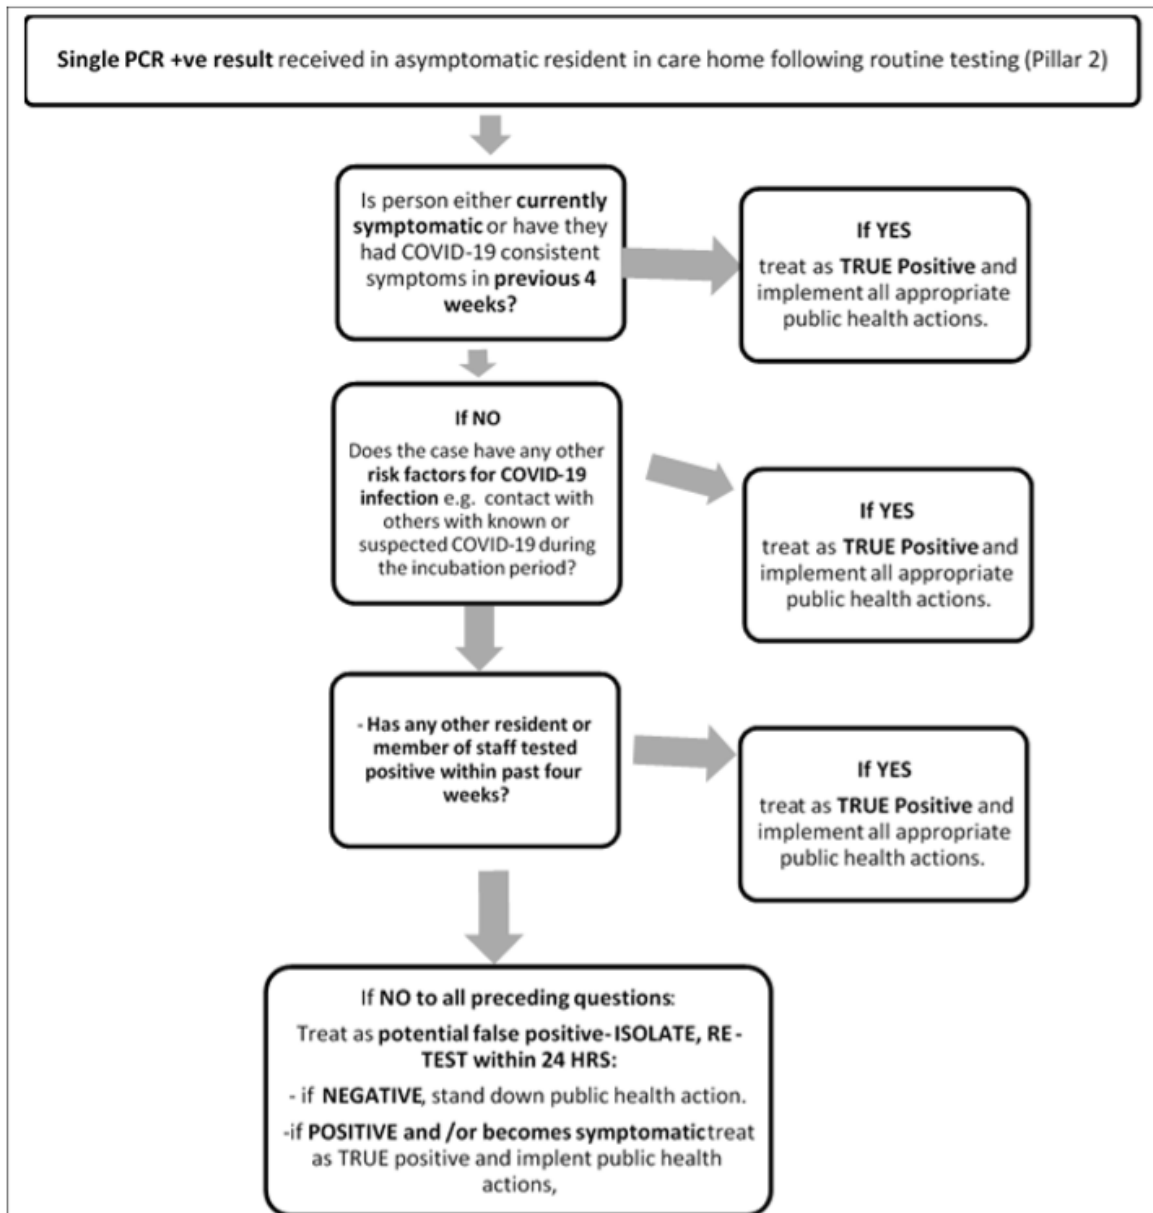 Single PCR +ve result received in asymptomatic resident in care home following routine testing (Pillar 2)
Is person either currently
symptomatic or have they
had COVID-19 consistent
symptoms in previous 4
weeks?
If YES
treat as TRUE Positive and
implement all appropriate
public health actions.
If NO
Does the case have any other
risk factors for COVID-19
infection e.g. contact with
others with known or
suspected COVID-19 during
the incubation period?
If YES
treat as TRUE Positive and
implement all appropriate
public health actions.
- Has any other resident or
member of staff tested
positive within past four
weeks?
If YES
treat as TRUE Positive and
implement all appropriate
public health actions.
If NO to all preceding questions:
Treat as potential false positive- ISOLATE, RE -
TEST within 24 HRS:
- if NEGATIVE, stand down public health action.
-if POSITIVE and /or becomes symptomatic treat
as TRUE positive and implent public health
actions,